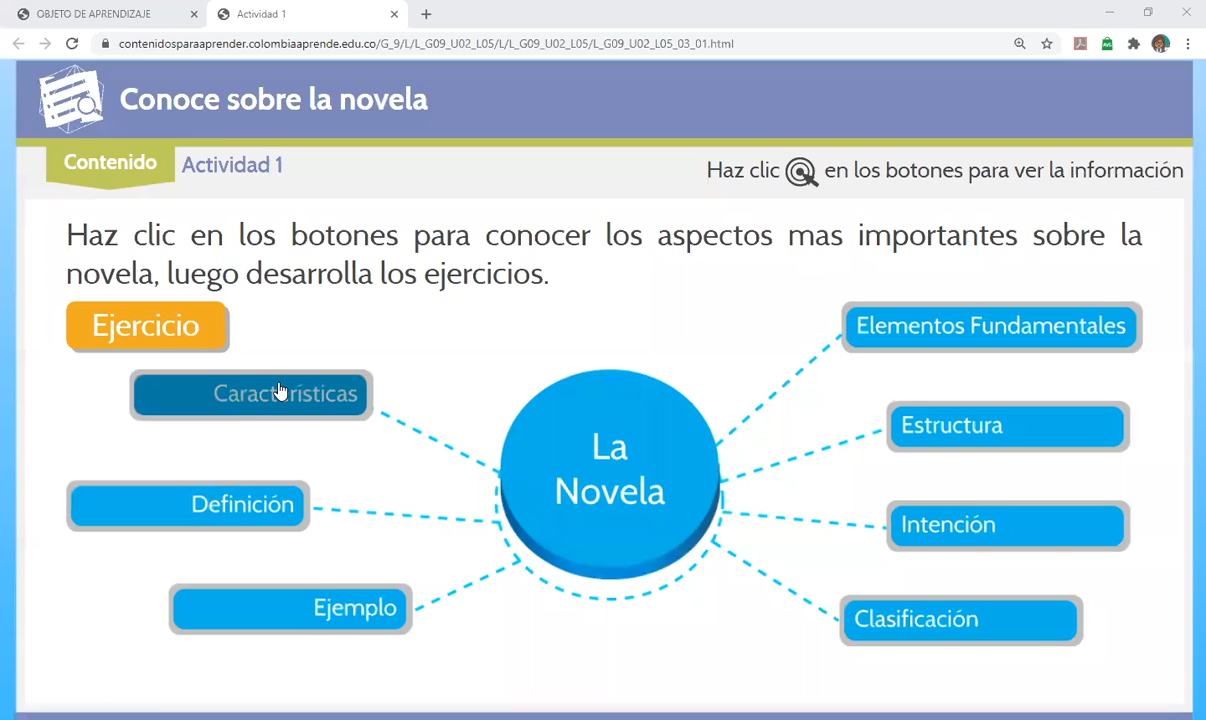 OBJETO DE APRENDIZAJE
Actividad 1
contenidosparaaprender.colombiaaprende.edu.co/G_9/L/L_G09_U02_L05/L/L_G09_U02_L05/L_G09_U02_L05_03_01.html
Conoce sobre la novela
Contenido
Actividad 1
Haz clic en los botones para ver la información
Haz clic en los botones para conocer los aspectos mas importantes sobre la
novela, luego desarrolla los ejercicios.
Ejercicio
Características
Definición
Ejemplo
La
Novela
Elementos Fundamentales
Estructura
Intención
Clasificación